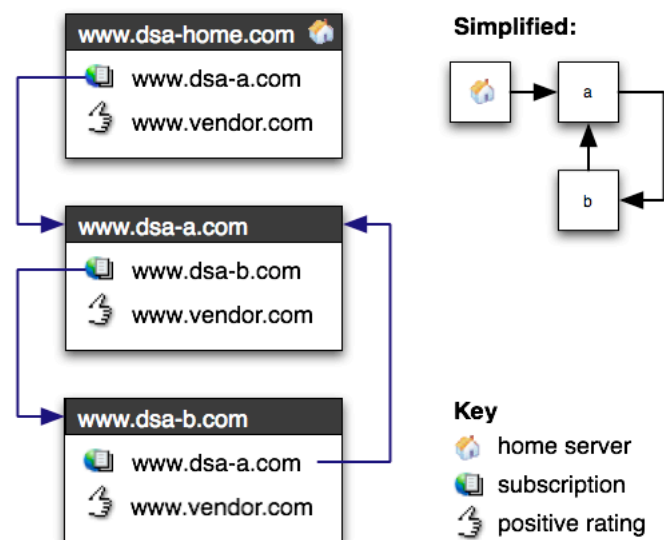 www.dsa-home.com
www.dsa-a.com
www.vendor.com
www.dsa-a.com
www.dsa-b.com
www.vendor.com
www.dsa-b.com
www.dsa-a.com
www.vendor.com
Simplified:
a
b
Key
home server
subscription
positive rating